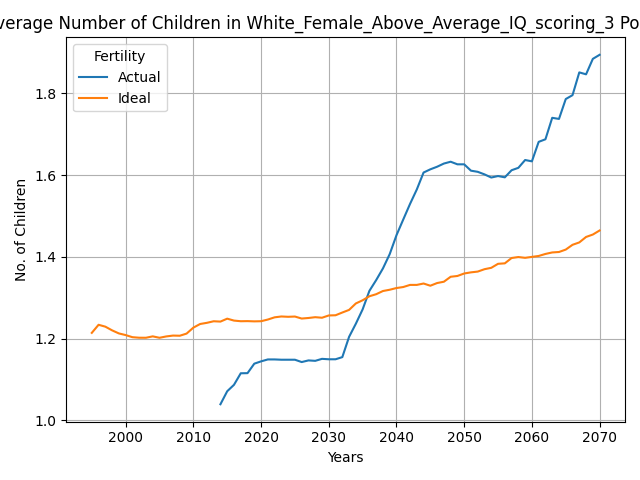 verage Number of Children in White_Female_Above_Average_IQ_scoring_3 Po
Fertility
Actual
Ideal
No. of Children
1.8
1.6
1.4
1.2
1.0
2000 2010 2020 2030 2040 2050 2060 2070
Years